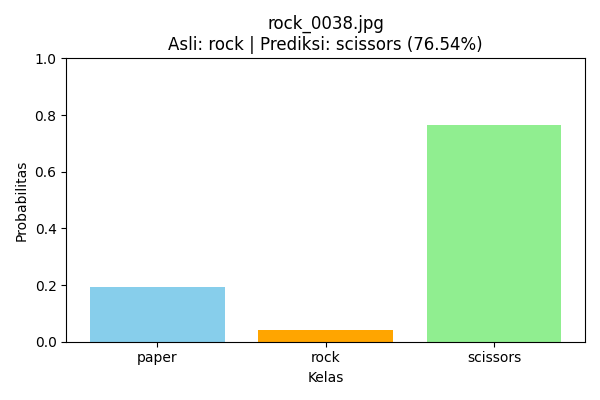 rock_0038.jpg
Asli: rock | Prediksi: scissors (76.54%)
1.0
0.8
0.6
0.4
0.2
0.0
Probabilitas
paper rock scissors
Kelas